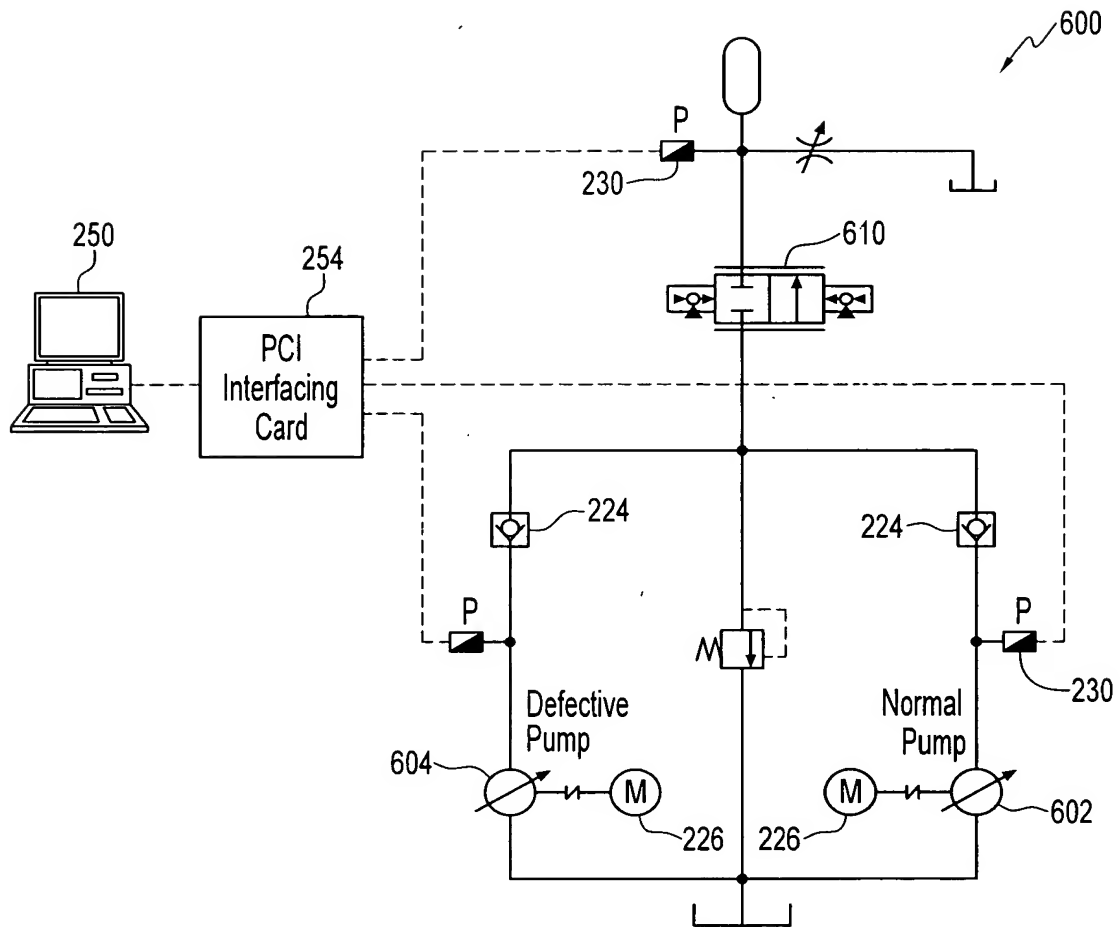 600
P
230
610
250
254
PCI
Interfacing
Card
224
224
P
P
230
Defective
Pump
Normal
Pump
604
M
226
M
226
602